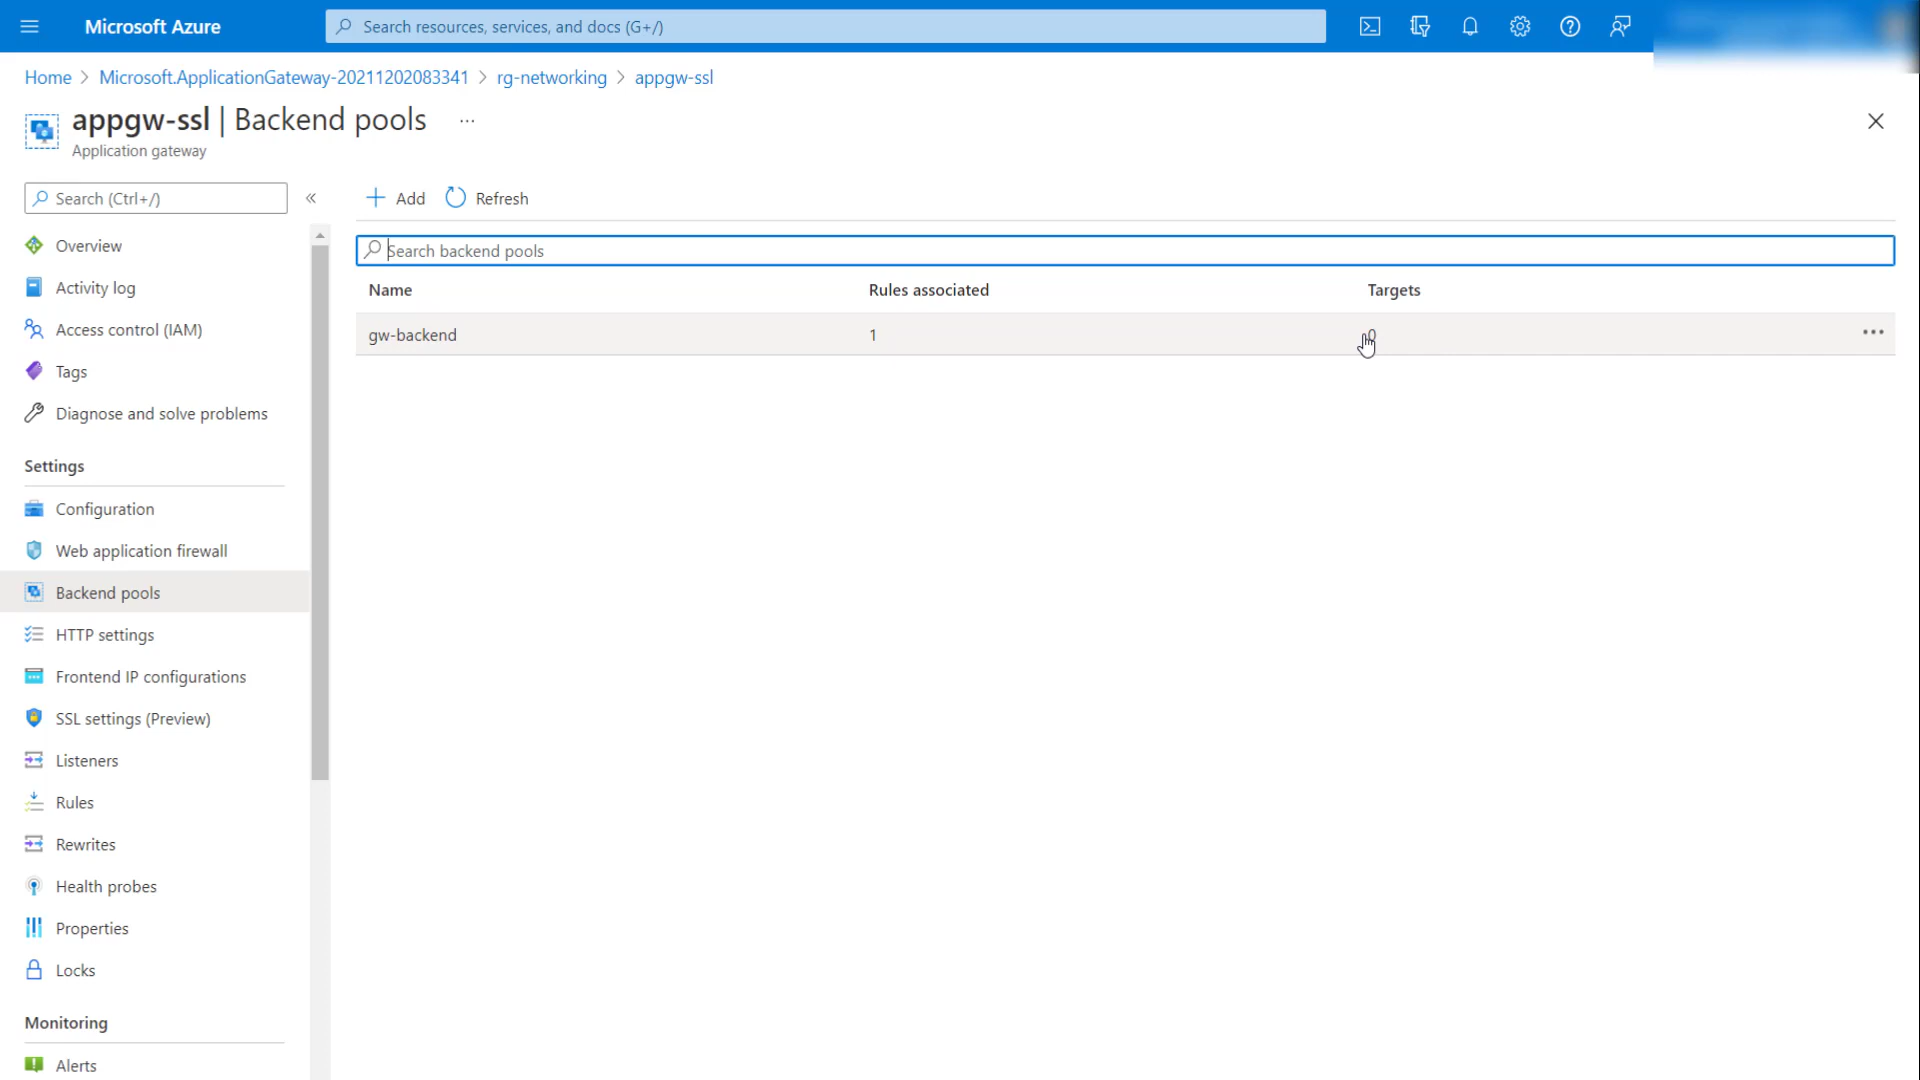 Microsoft Azure
Search resources, services, and docs (G+/)
Home > Microsoft.ApplicationGateway-20211202083341 > rg-networking > appgw-ssl
appgw-ssl | Backend pools ...
Application gateway
Search (Ctrl+/) «
Add Refresh
Overview
Activity log
Access control (IAM)
Tags
Diagnose and solve problems
Settings
Configuration
Web application firewall
Backend pools
HTTP settings
Frontend IP configurations
SSL settings (Preview)
Listeners
Rules
Rewrites
Health probes
Properties
Locks
Monitoring
Alerts
Search backend pools
Name Rules associated Targets
gw-backend 1 0